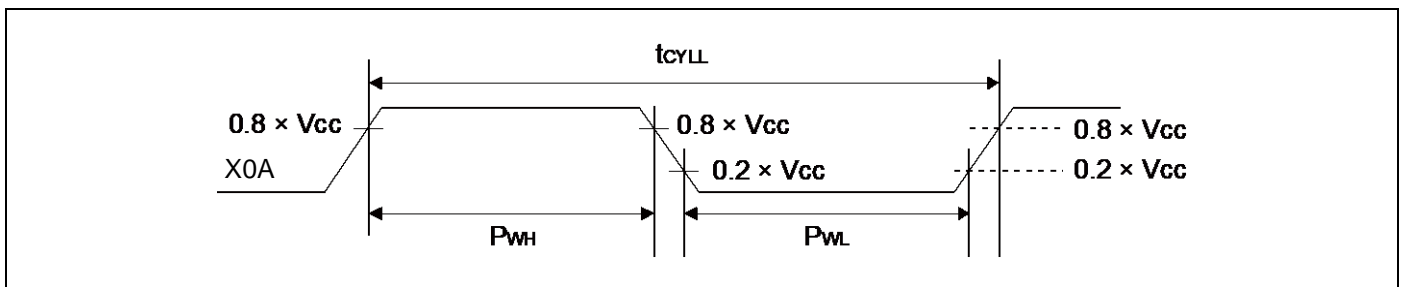 tCYLL
0.8 × Vcc
0.8 × Vcc
0.8 × Vcc
X0A
0.2 × Vcc
0.2 × Vcc
PWH
PWL